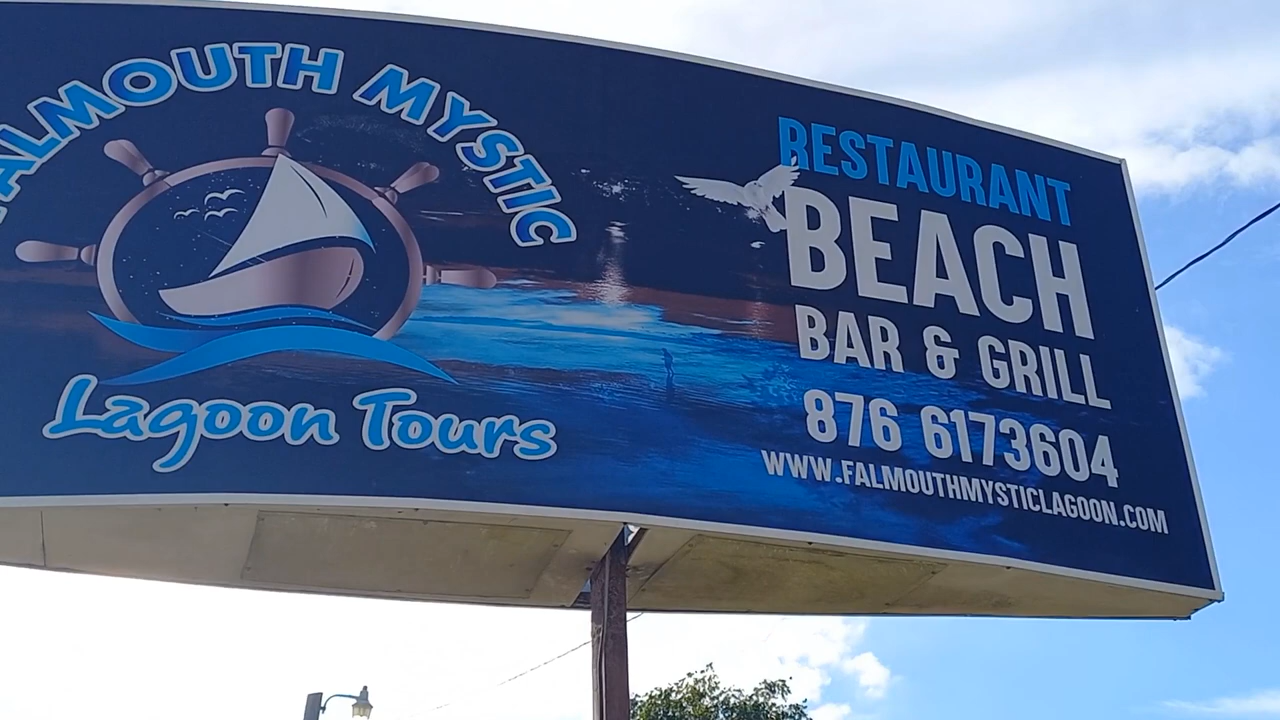 FALMOUTH MYSTIC
Lagoon Tours
RESTAURANT
BEACH
BAR & GRILL
876 6173604
WWW.FALMOUTHMYSTICLAGOON.COM